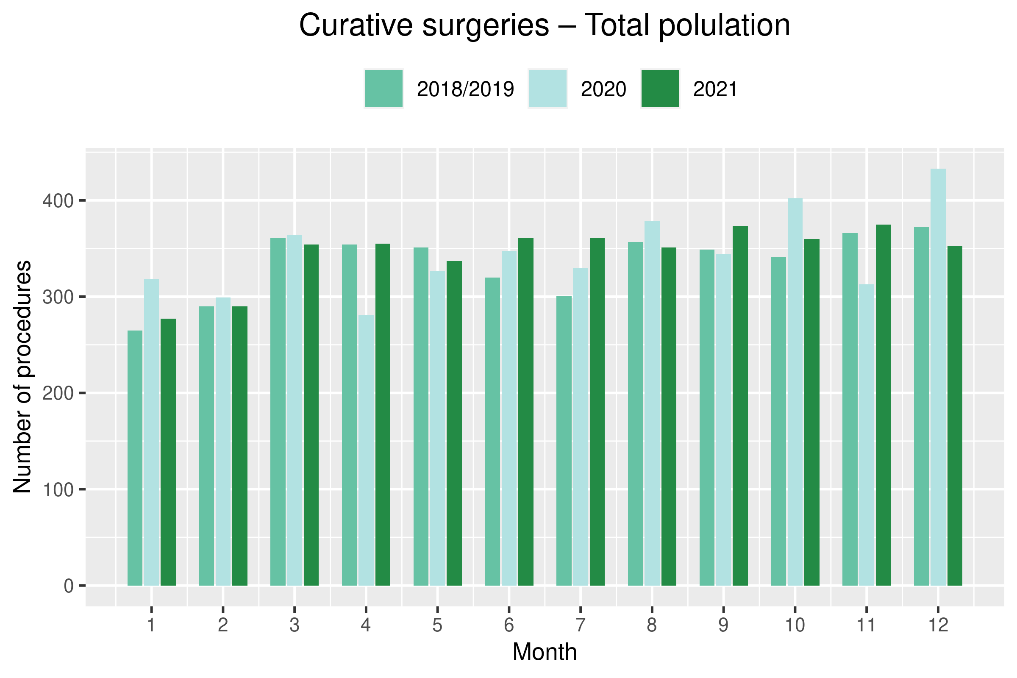 Curative surgeries – Total polulation
2018/2019 2020 2021
Number of procedures
400
300
200
100
0
1 2 3 4 5 6 7 8 9 10 11 12
Month